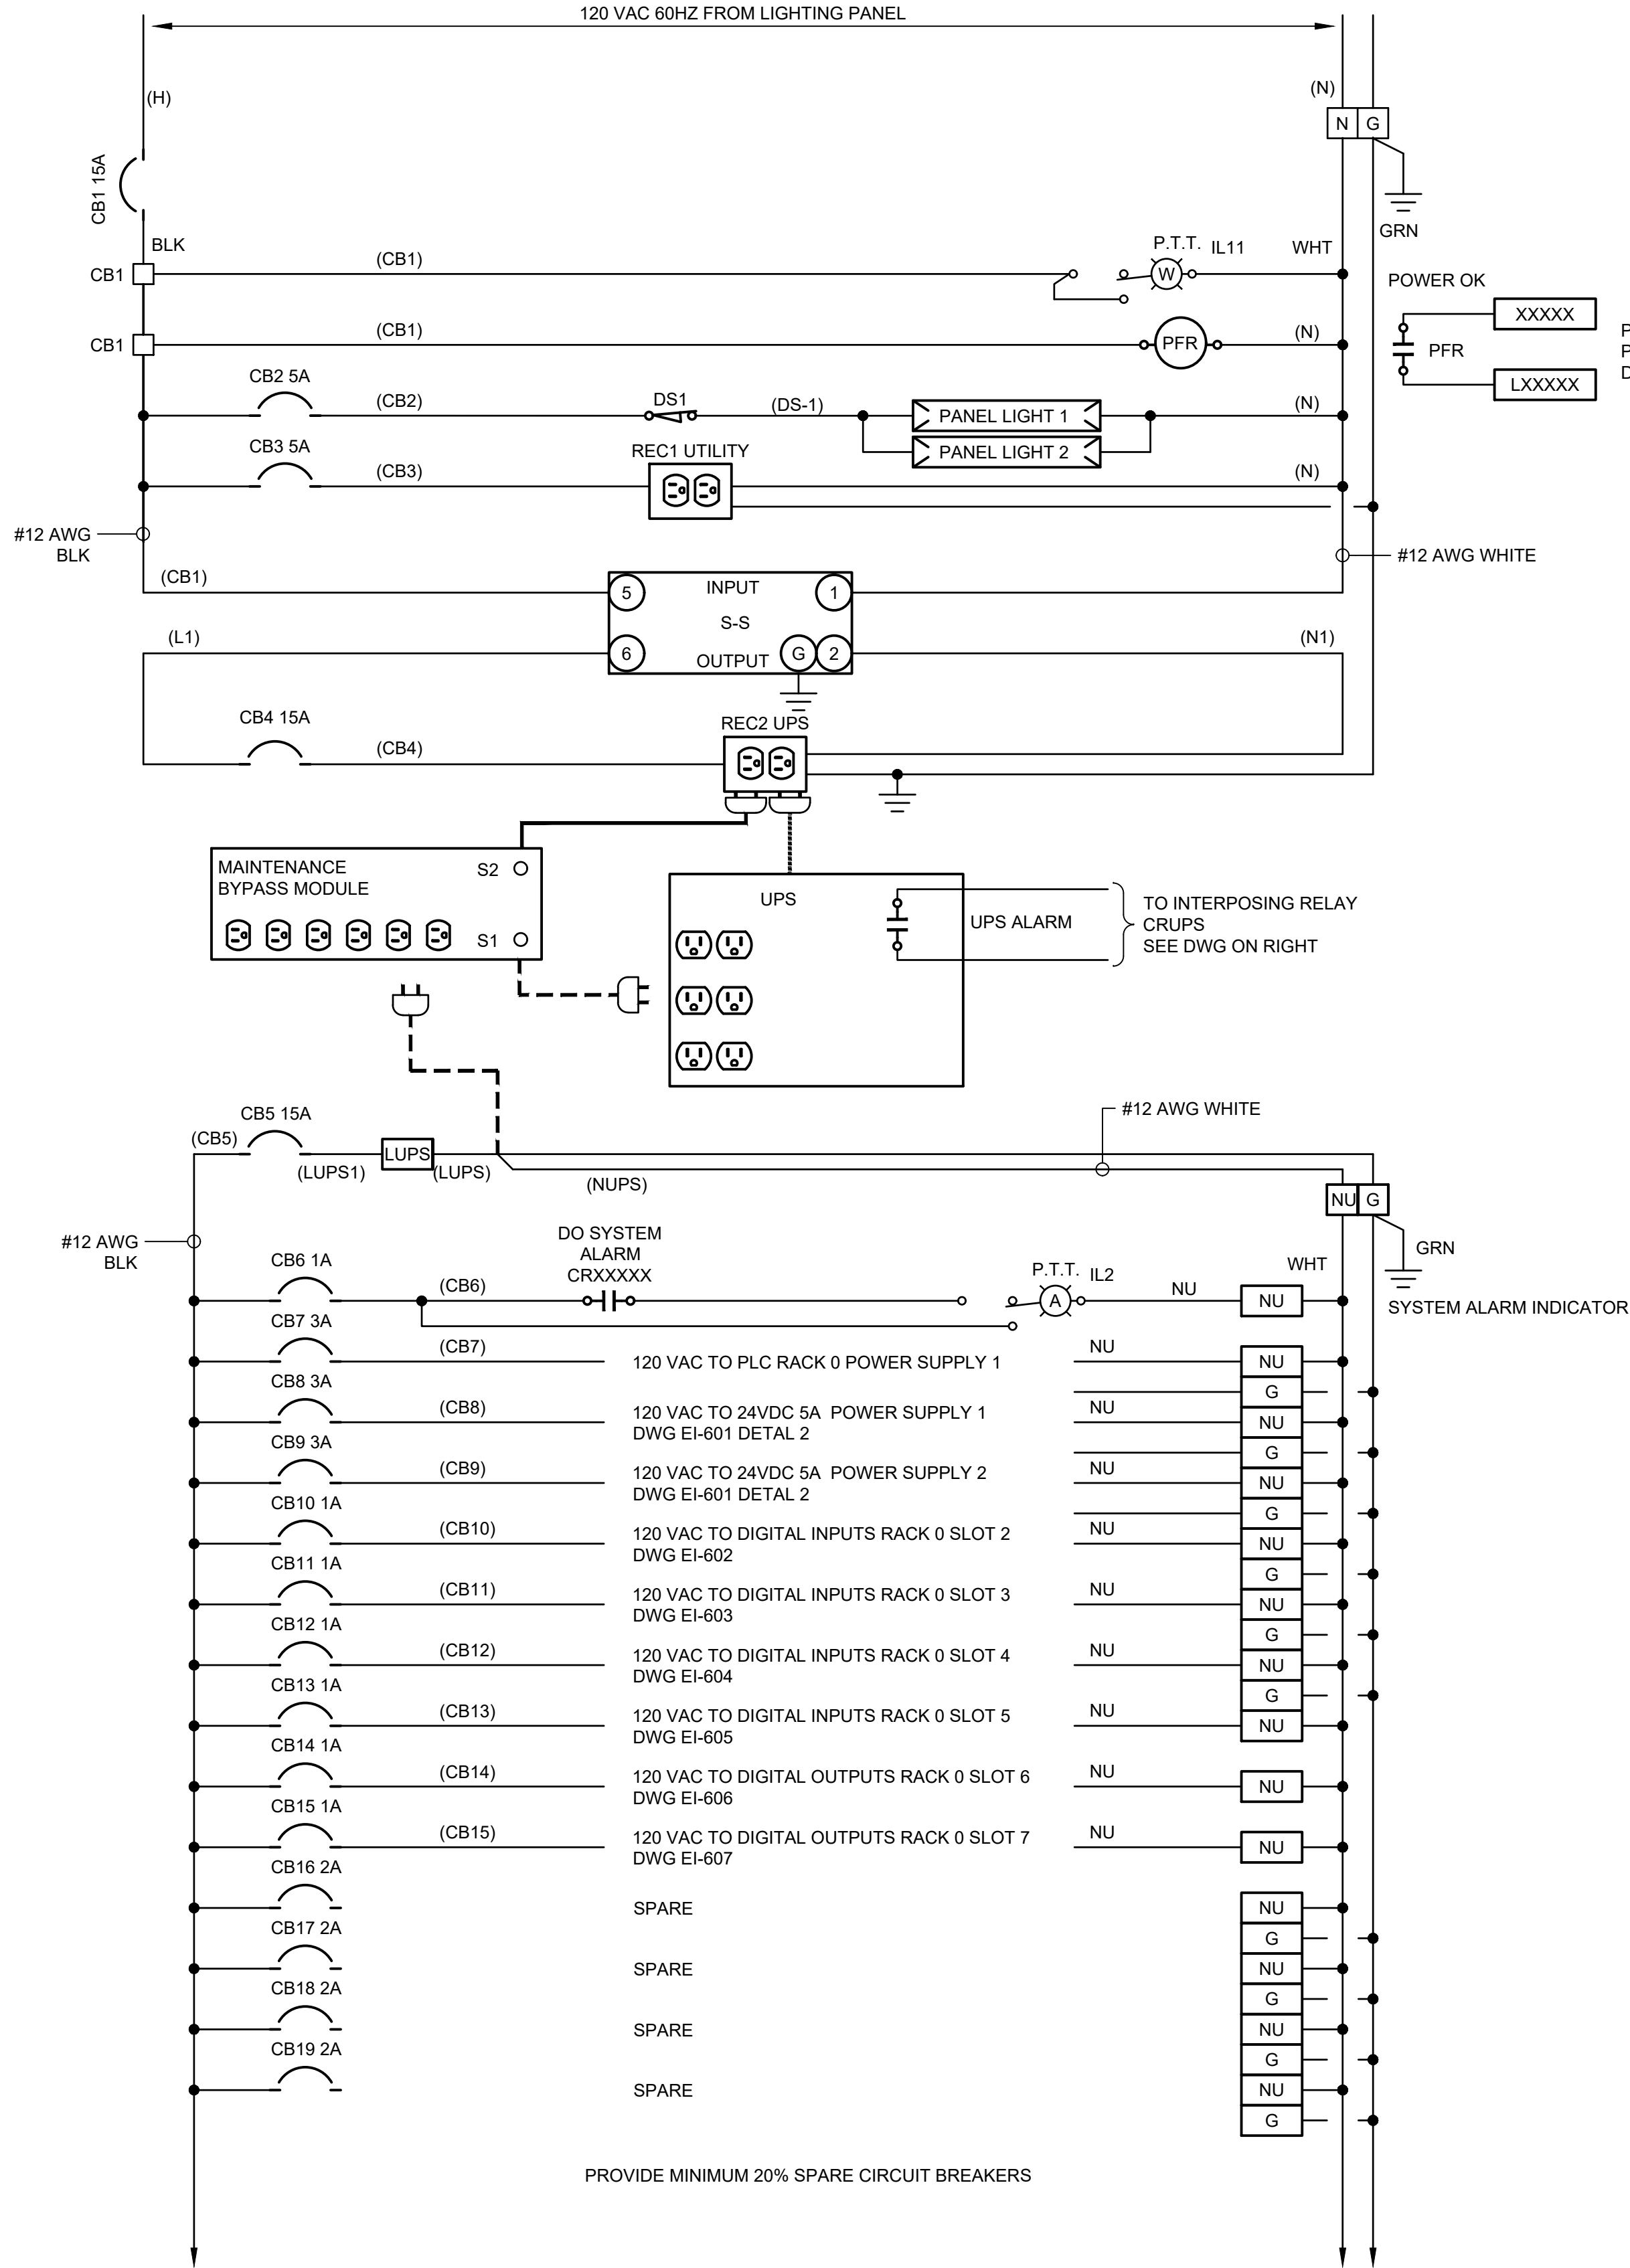 120 VAC 60HZ FROM LIGHTING PANEL
(H)
(N)
N G
CB1 15A
BLK
GRN
CB1
(CB1)
P.T.T.
IL11
W
WHT
POWER OK
XXXXX
PFR
LXXXXX
P
P
D
CB1
(CB1)
PFR
(N)
CB2 5A
(CB2)
DS1
(DS-1)
PANEL LIGHT 1
PANEL LIGHT 2
(N)
CB3 5A
(CB3)
REC1 UTILITY
(N)
#12 AWG
BLK
#12 AWG WHITE
(CB1)
5
INPUT
1
S-S
(L1)
6
OUTPUT
G
2
(N1)
CB4 15A
(CB4)
REC2 UPS
MAINTENANCE
BYPASS MODULE
S2
S1
UPS
UPS ALARM
TO INTERPOSING RELAY
CRUPS
SEE DWG ON RIGHT
#12 AWG WHITE
CB5 15A
(CB5)
(LUPS1)
LUPS
(LUPS)
(NUPS)
NU G
GRN
#12 AWG
BLK
DO SYSTEM
ALARM
CRXXXXX
CB6 1A
(CB6)
P.T.T.
IL2
A
NU
WHT
NU
SYSTEM ALARM INDICATOR
CB7 3A
(CB7)
120 VAC TO PLC RACK 0 POWER SUPPLY 1
NU
NU
G
CB8 3A
(CB8)
120 VAC TO 24VDC 5A POWER SUPPLY 1
DWG EI-601 DETAL 2
NU
NU
G
CB9 3A
(CB9)
120 VAC TO 24VDC 5A POWER SUPPLY 2
DWG EI-601 DETAL 2
NU
NU
G
CB10 1A
(CB10)
120 VAC TO DIGITAL INPUTS RACK 0 SLOT 2
DWG EI-602
NU
NU
G
CB11 1A
(CB11)
120 VAC TO DIGITAL INPUTS RACK 0 SLOT 3
DWG EI-603
NU
NU
G
CB12 1A
(CB12)
120 VAC TO DIGITAL INPUTS RACK 0 SLOT 4
DWG EI-604
NU
NU
G
CB13 1A
(CB13)
120 VAC TO DIGITAL INPUTS RACK 0 SLOT 5
DWG EI-605
NU
NU
CB14 1A
(CB14)
120 VAC TO DIGITAL OUTPUTS RACK 0 SLOT 6
DWG EI-606
NU
NU
CB15 1A
(CB15)
120 VAC TO DIGITAL OUTPUTS RACK 0 SLOT 7
DWG EI-607
NU
NU
CB16 2A
SPARE
NU
G
CB17 2A
SPARE
NU
G
CB18 2A
SPARE
NU
G
CB19 2A
SPARE
NU
G
PROVIDE MINIMUM 20% SPARE CIRCUIT BREAKERS